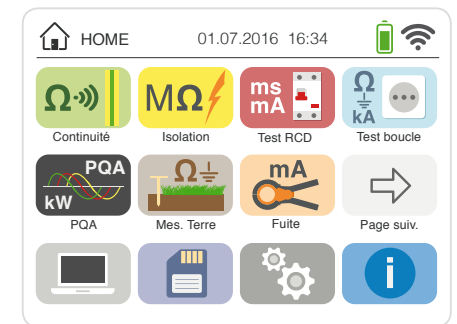 HOME 01.07.2016 16:34
Ω MΩ ms mA Ω kA
Continuité Isolation Test RCD Test boucle
PQA kW Ω mA
PQA Mes. Terre Fuite Page suiv.
i